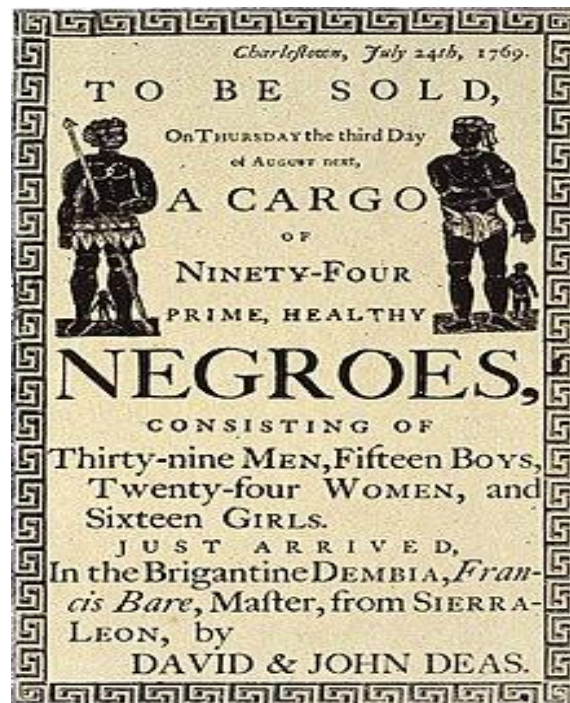 Charleſtown, July 24th, 1769.
TO BE SOLD,
On THURSDAY the third Day
of AUGUST next,
A CARGO
OF
NINETY-FOUR
PRIME, HEALTHY
NEGROES,
CONSISTING OF
Thirty-nine MEN, Fifteen BOYS,
Twenty-four WOMEN, and
Sixteen GIRLS.
JUST ARRIVED,
In the Brigantine DEMBIA, Fran-
cis Bare, Maſter, from SIERRA-
LEON, by
DAVID & JOHN DEAS.